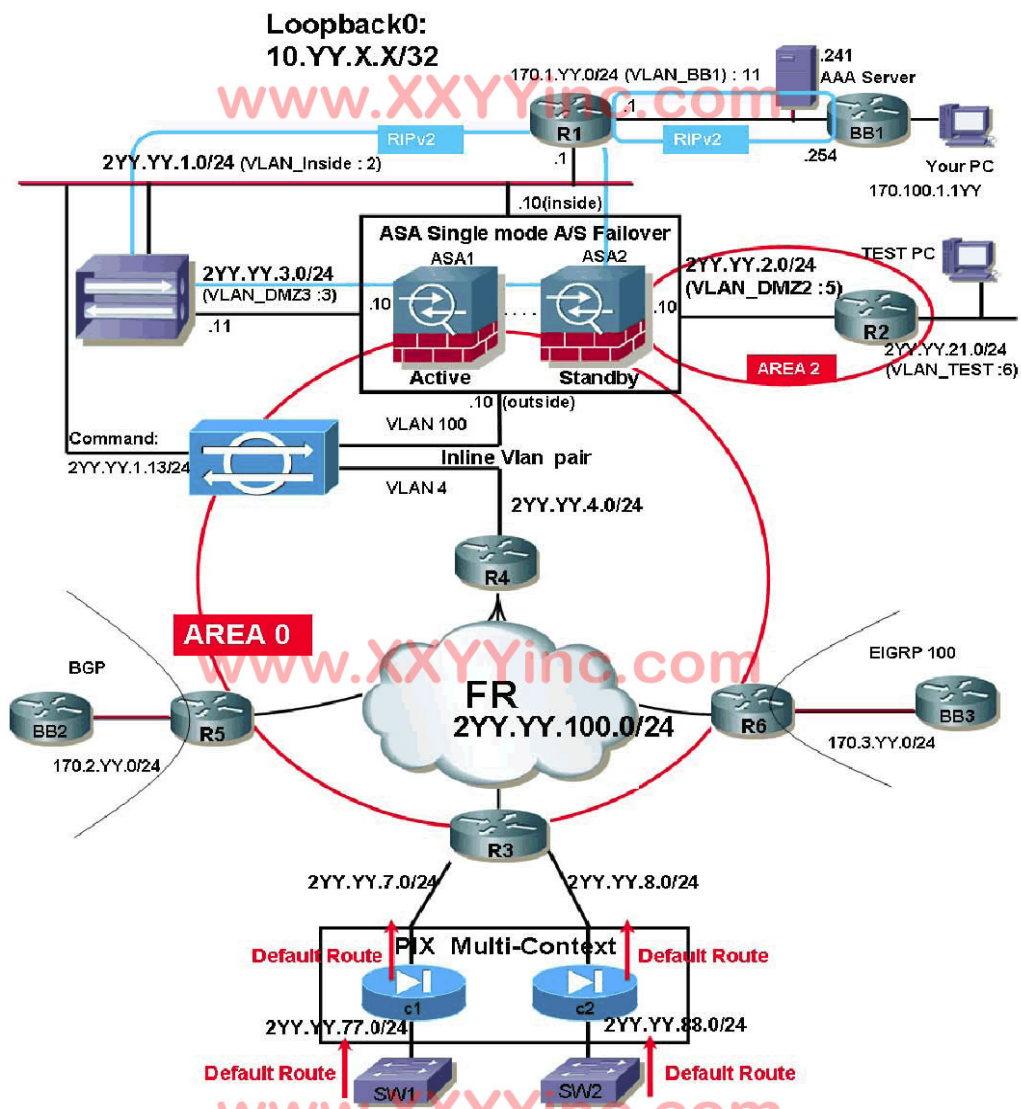 Loopback0:
10.YY.X.X/32
www.XXYYinc.com
170.1.YY.0/24 (VLAN_BB1) : 11
.241
AAA Server
.1
R1
RIPv2
RIPv2
BB1
.254
.1
Your PC
170.100.1.1YY
2YY.YY.1.0/24 (VLAN_Inside : 2)
.10(inside)
ASA Single mode A/S Failover
ASA1
ASA2
TEST PC
2YY.YY.3.0/24
(VLAN_DMZ3 :3)
.10
.11
. . . .
.10
2YY.YY.2.0/24
(VLAN_DMZ2 : 5)
R2
AREA 2
2YY.YY.21.0/24
(VLAN_TEST :6)
Active
Standby
.10 (outside)
VLAN 100
Command:
2YY.YY.1.13/24
Inline Vlan pair
VLAN 4
2YY.YY.4.0/24
R4
AREA 0
www.XXYYinc.com
BGP
EIGRP 100
FR
2YY.YY.100.0/24
BB2
R5
R6
BB3
170.2.YY.0/24
170.3.YY.0/24
R3
2YY.YY.7.0/24
2YY.YY.8.0/24
PIX Multi-Context
Default Route
Default Route
c1
c2
2YY.YY.77.0/24
2YY.YY.88.0/24
Default Route
SW1
SW2
Default Route
www.XXYYinc.com